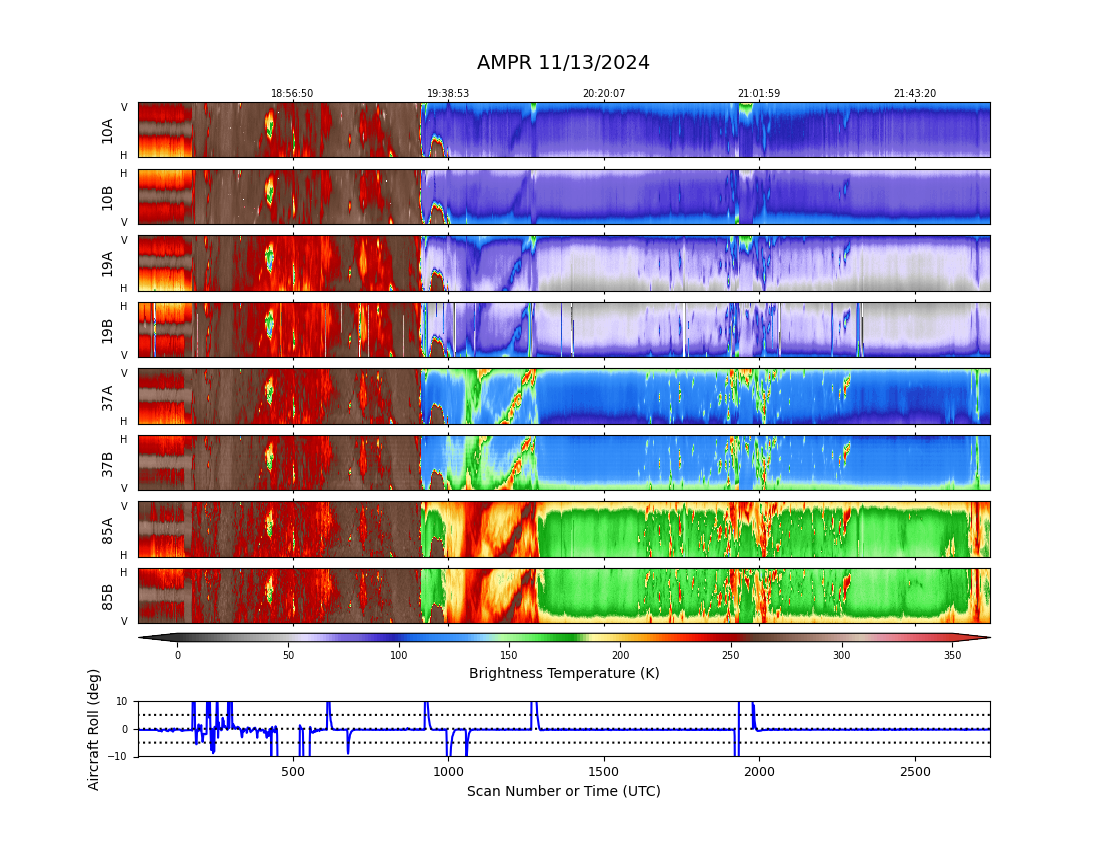 AMPR 11/13/2024
18:56:50 19:38:53 20:20:07 21:01:59 21:43:20
V
10A
H
H
10B
V
V
19A
H
H
19B
V
V
37A
H
H
37B
V
V
85A
H
H
85B
V
0 50 100 150 200 250 300 350
Brightness Temperature (K)
Aircraft Roll (deg)
10
0
−10
500 1000 1500 2000 2500
Scan Number or Time (UTC)